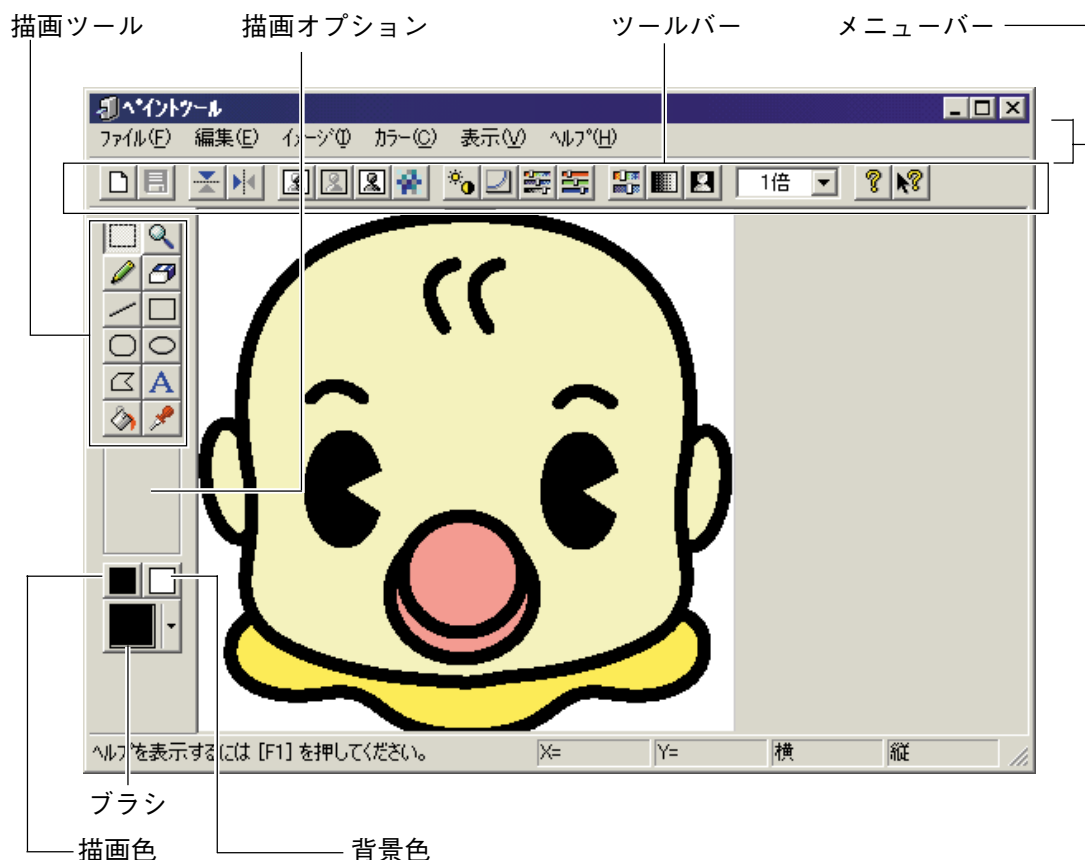 描画ツール 描画オプション ツールバー メニューバー
ペイントツール
ファイル(F) 編集(E) イメージ(I) カラー(C) 表示(V) ヘルプ(H)
1倍
A
ヘルプを表示するには [F1] を押してください。 X= Y= 横 縦
ブラシ
描画色 背景色